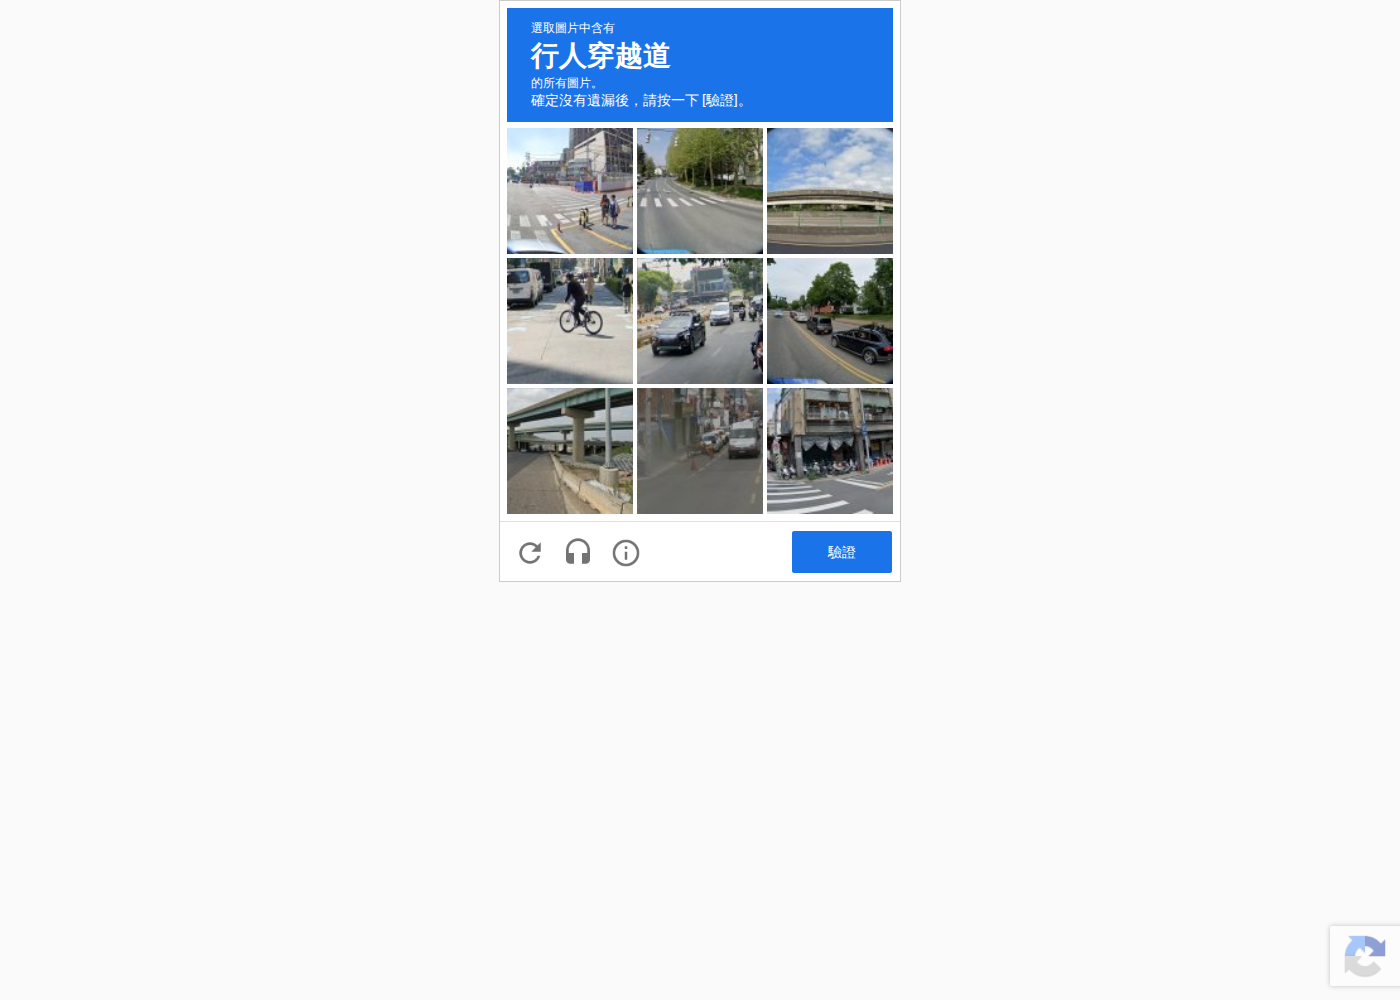 選取圖片中含有
行人穿越道
的所有圖片。
確定沒有遺漏後，請按一下 [驗證]。
驗證